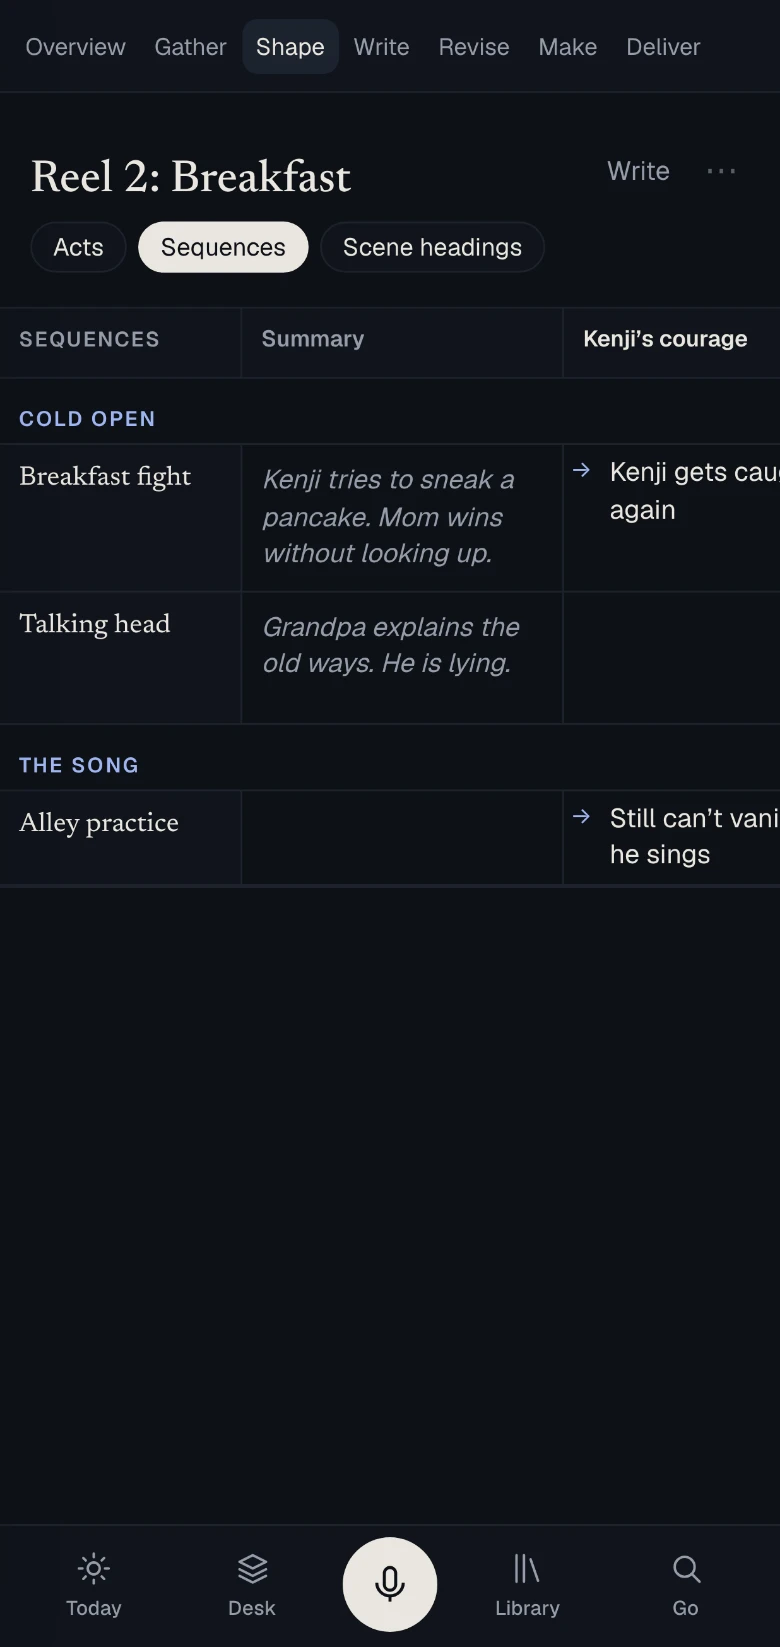 Overview Gather Shape Write Revise Make Deliver
Reel 2: Breakfast
Write ···
Acts Sequences Scene headings
SEQUENCES Summary Kenji’s courage
COLD OPEN
Breakfast fight
Kenji tries to sneak a
pancake. Mom wins
without looking up.
→ Kenji gets
again
Talking head
Grandpa explains the
old ways. He is lying.
THE SONG
Alley practice
→ Still can’t
he sings
Today Desk Library Go